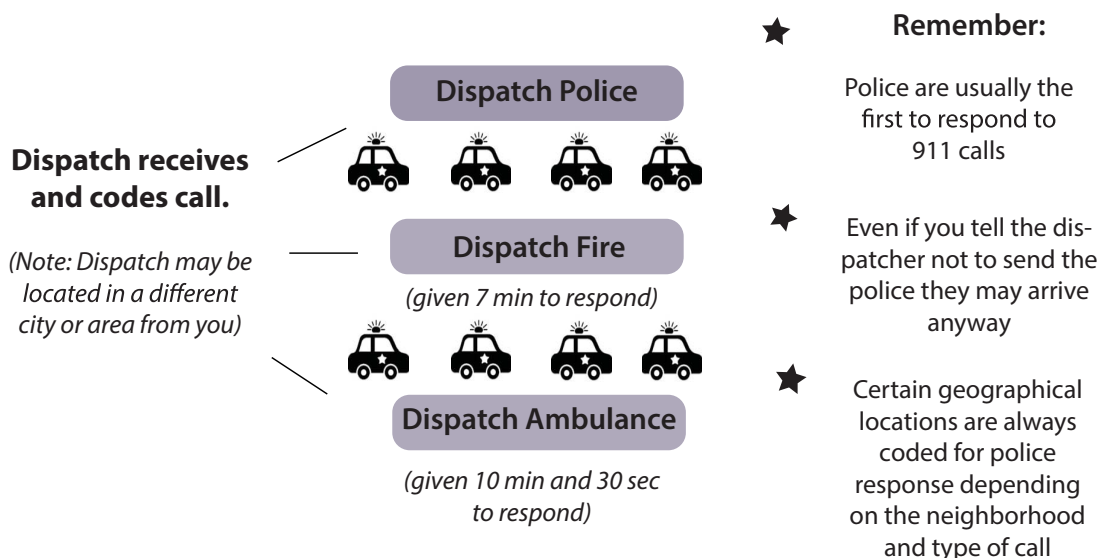 Dispatch receives
and codes call.
(Note: Dispatch may be
located in a different
city or area from you)
Dispatch Police
Dispatch Fire
(given 7 min to respond)
Dispatch Ambulance
(given 10 min and 30 sec
to respond)
Remember:
Police are usually the
first to respond to
911 calls
Even if you tell the dis-
patcher not to send the
police they may arrive
anyway
Certain geographical
locations are always
coded for police
response depending
on the neighborhood
and type of call